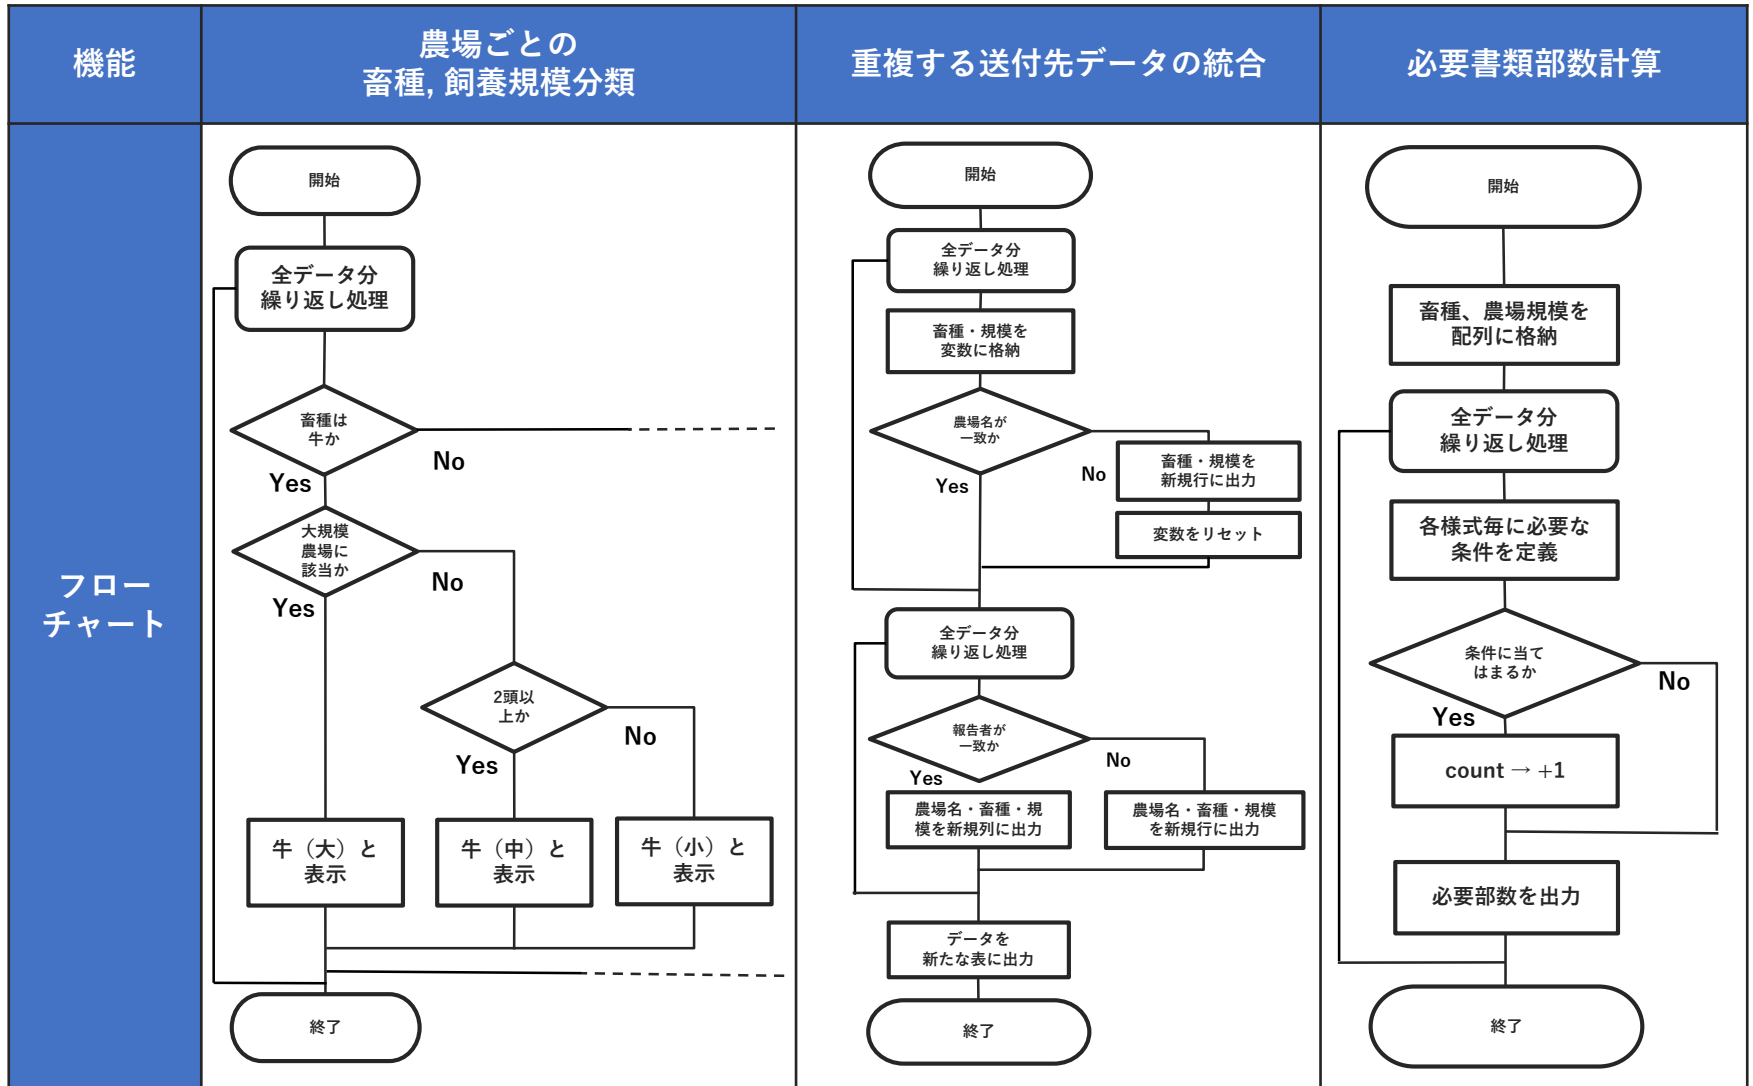 機能
農場ごとの
畜種, 飼養規模分類
重複する送付先データの統合
必要書類部数計算
フロー
チャート
開始
全データ分
繰り返し処理
畜種は
牛か
No
Yes
大規模
農場に
該当か
No
Yes
2頭以
上か
No
Yes
牛（大）と
表示
牛（中）と
表示
牛（小）と
表示
終了
開始
全データ分
繰り返し処理
畜種・規模を
変数に格納
農場名が
一致か
No
Yes
畜種・規模を
新規行に出力
変数をリセット
全データ分
繰り返し処理
報告者が
一致か
No
Yes
農場名・畜種・規
模を新規列に出力
農場名・畜種・規模
を新規行に出力
データを
新たな表に出力
終了
開始
畜種、農場規模を
配列に格納
全データ分
繰り返し処理
各様式毎に必要な
条件を定義
条件に当て
はまるか
No
Yes
count → +1
必要部数を出力
終了